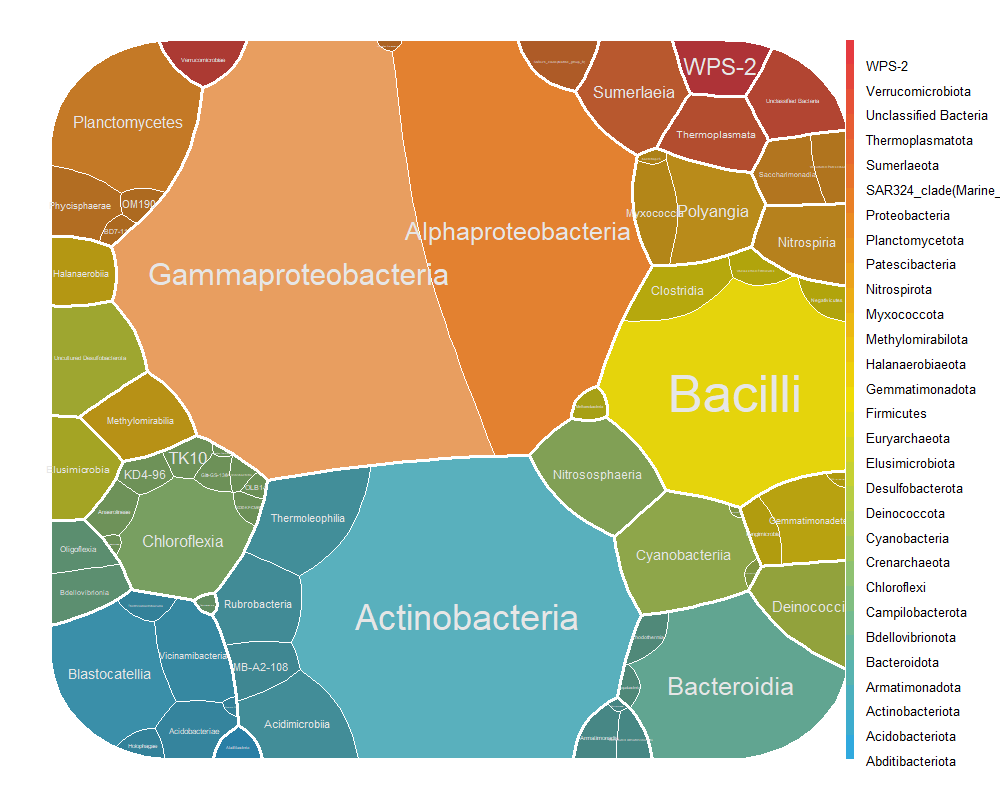 Verrucomicrobiae
Planctomycetes
Phycisphaerae
OM190
Halanaerobiia
Uncultured Desulfobacterota
Methylomirabilia
Elusimicrobia
KD4-96
TK10
Anaerolineae
Chloroflexia
Oligoflexia
Bdellovibrionia
Blastocatellia
Vicinamibacteria
Acidobacteriae
Holophagae
Abditibacteria
Gammaproteobacteria
Alphaproteobacteria
Sumerlaeia
WPS-2
Unclassified Bacteria
Thermoplasmata
Saccharimonadia
Myxococcia
Polyangia
Nitrospiria
Clostridia
Negativicutes
Bacilli
Nitrososphaeria
Gemmatimonadetes
Cyanobacteriia
Deinococci
Rhodothermia
Bacteroidia
Armatimonadia
Thermoleophilia
Rubrobacteria
MB-A2-108
Acidimicrobiia
Actinobacteria
WPS-2
Verrucomicrobiota
Unclassified Bacteria
Thermoplasmatota
Sumerlaeota
SAR324_clade(Marine_
Proteobacteria
Planctomycetota
Patescibacteria
Nitrospirota
Myxococcota
Methylomirabilota
Halanaerobiaeota
Gemmatimonadota
Firmicutes
Euryarchaeota
Elusimicrobiota
Desulfobacterota
Deinococcota
Cyanobacteria
Crenarchaeota
Chloroflexi
Campilobacterota
Bdellovibrionota
Bacteroidota
Armatimonadota
Actinobacteriota
Acidobacteriota
Abditibacteriota